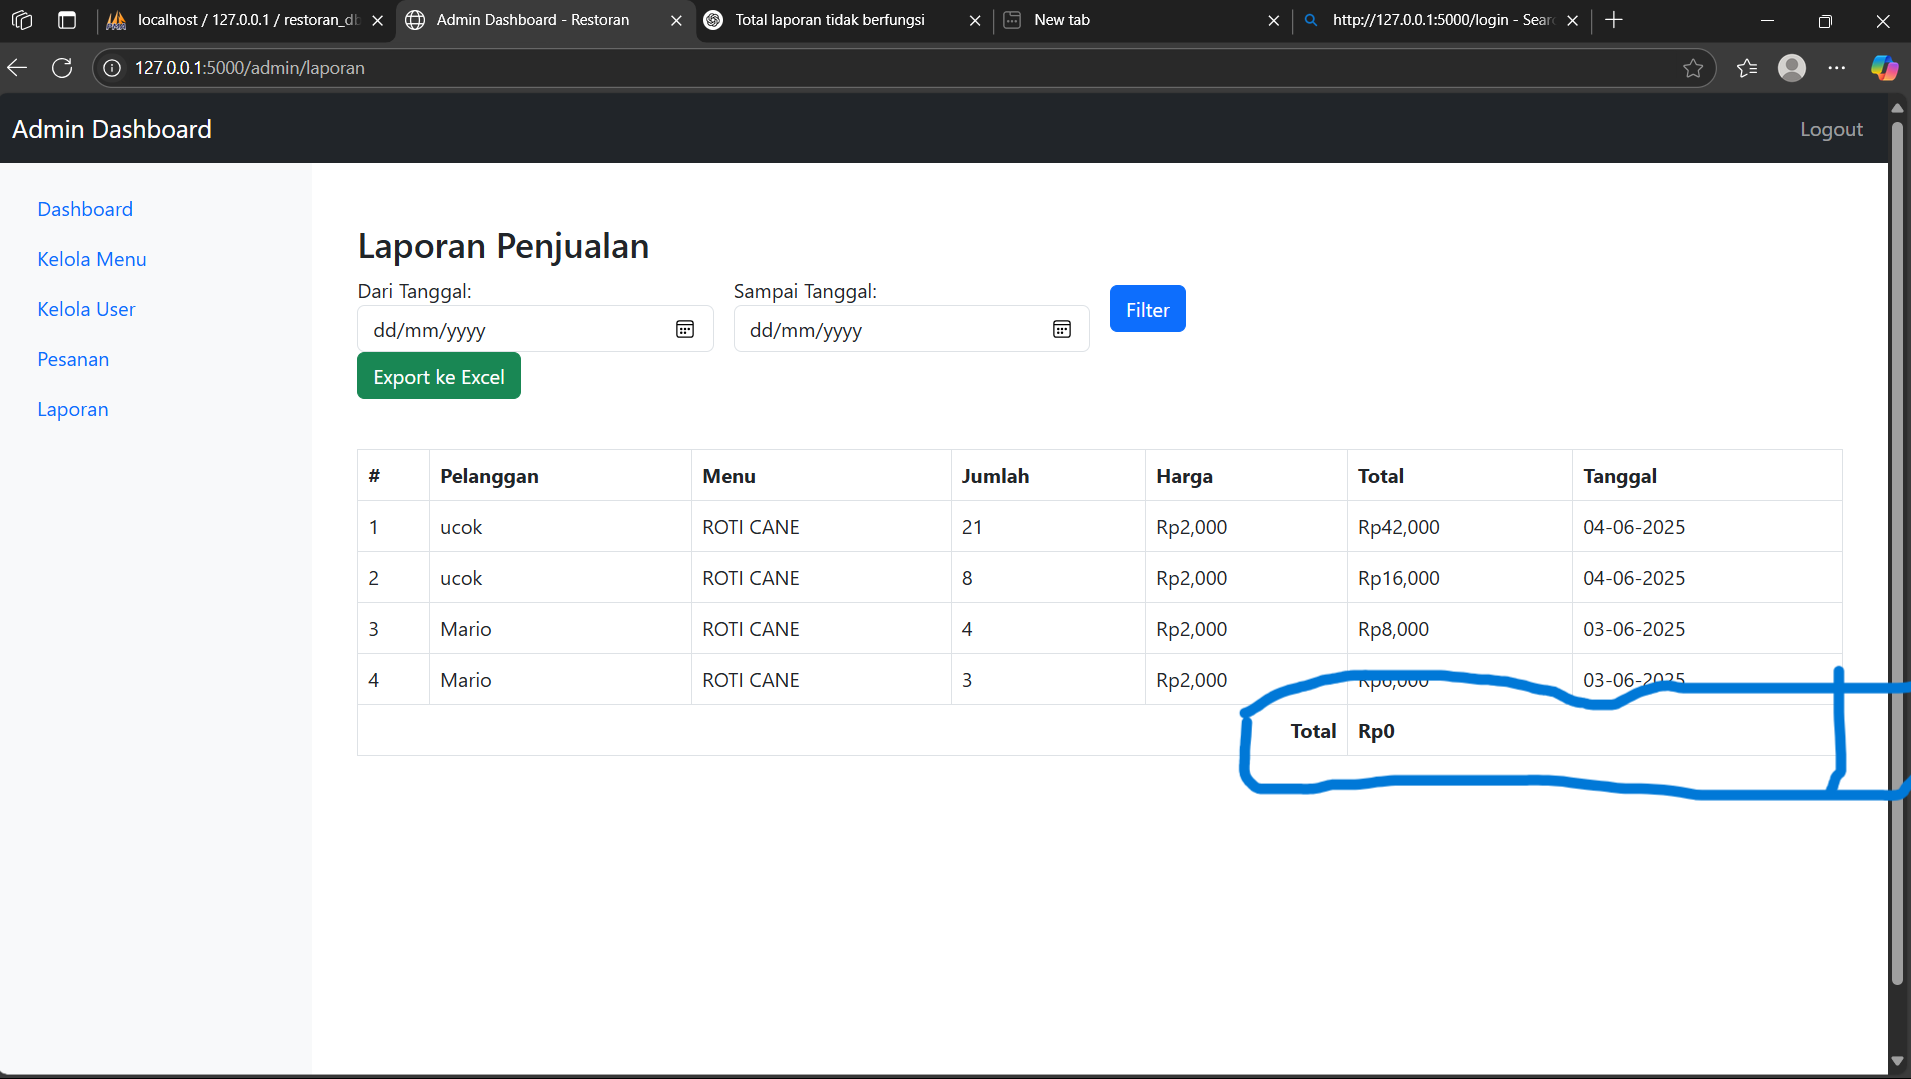 localhost / 127.0.0.1 / restoran_db
Admin Dashboard - Restoran
Total laporan tidak berfungsi
New tab
http://127.0.0.1:5000/login - Sear
127.0.0.1:5000/admin/laporan
Admin Dashboard
Logout
Dashboard
Kelola Menu
Kelola User
Pesanan
Laporan
Laporan Penjualan
Dari Tanggal:
Sampai Tanggal:
dd/mm/yyyy
dd/mm/yyyy
Filter
Export ke Excel
# Pelanggan Menu Jumlah Harga Total Tanggal
1 ucok ROTI CANE 21 Rp2,000 Rp42,000 04-06-2025
2 ucok ROTI CANE 8 Rp2,000 Rp16,000 04-06-2025
3 Mario ROTI CANE 4 Rp2,000 Rp8,000 03-06-2025
4 Mario ROTI CANE 3 Rp2,000 Rp6,000 03-06-2025
Total Rp0